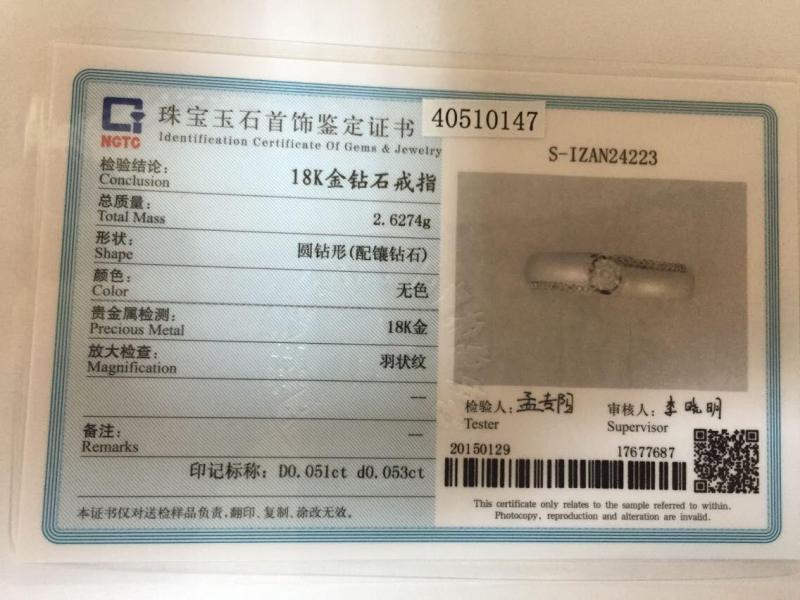 NGTC
珠宝玉石首饰鉴定证书
Identification Certificate Of Gems & Jewelry
40510147
检验结论：
Conclusion
18K金钻石戒指
总质量：
Total Mass
2.6274g
形状：
Shape
圆钻形(配镶钻石)
颜色：
Color
无色
贵金属检测：
Precious Metal
18K金
放大检查：
Magnification
羽状纹
—
备注：
Remarks
—
印记标称：D0.051ct d0.053ct
本证书仅对送检样品负责,翻印、复制、涂改无效。
S-IZAN24223
检验人：
Tester
审核人：李晓明
Supervisor
20150129
17677687
This certificate only relates to the sample referred to within.
Photocopy, reproduction and alteration are invalid.